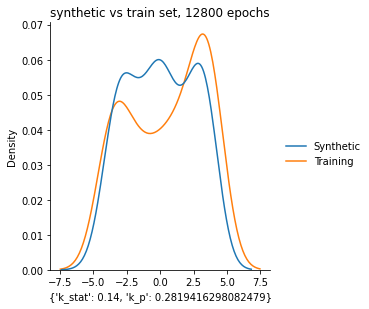 synthetic vs train set, 12800 epochs
0.07
0.06
0.05
0.04
0.03
0.02
0.01
0.00
Density
Synthetic
Training
−7.5 −5.0 −2.5 0.0 2.5 5.0 7.5
{'k_stat': 0.14, 'k_p': 0.2819416298082479}